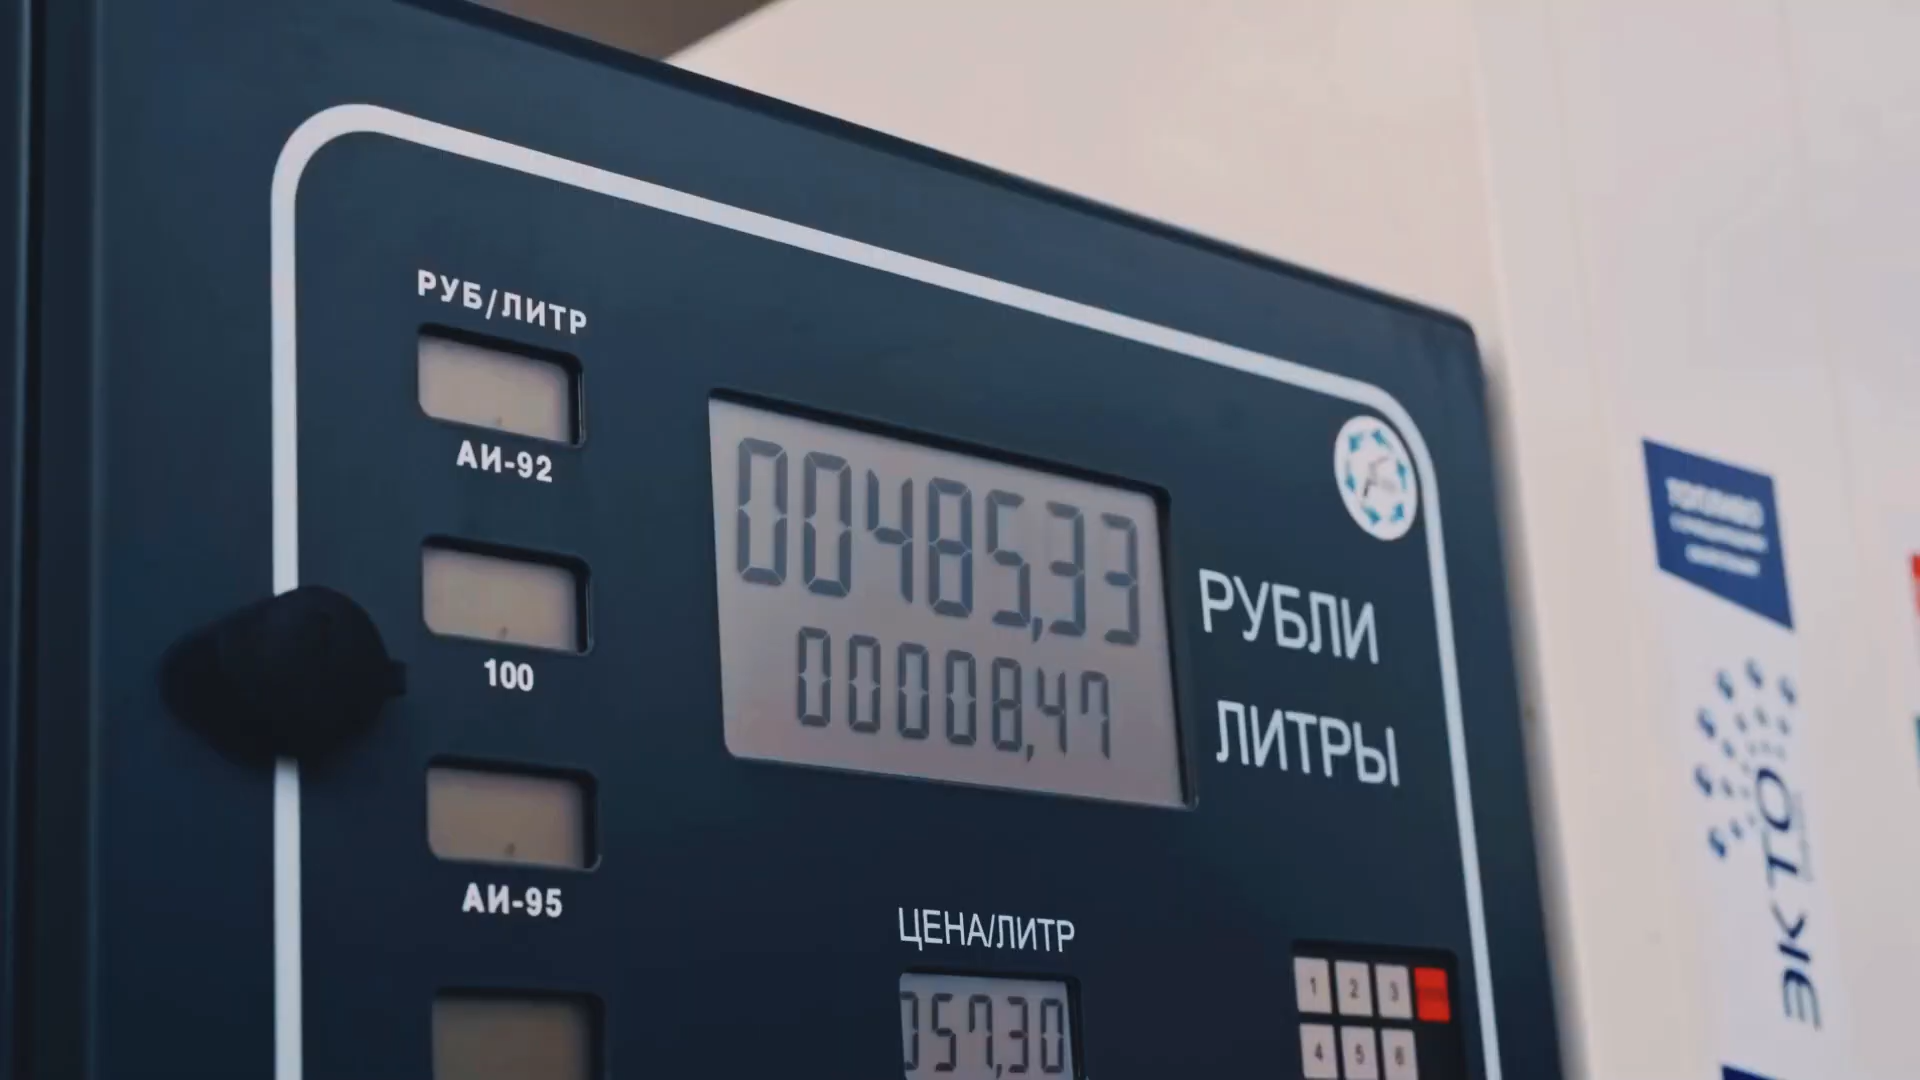 РУБ/ЛИТР
АИ-92
100
АИ-95
00485,33
РУБЛИ
00008,47
ЛИТРЫ
ЦЕНА/ЛИТР
057,30
1 2 3
4 5 6
ТОПЛИВО
ЭКТО